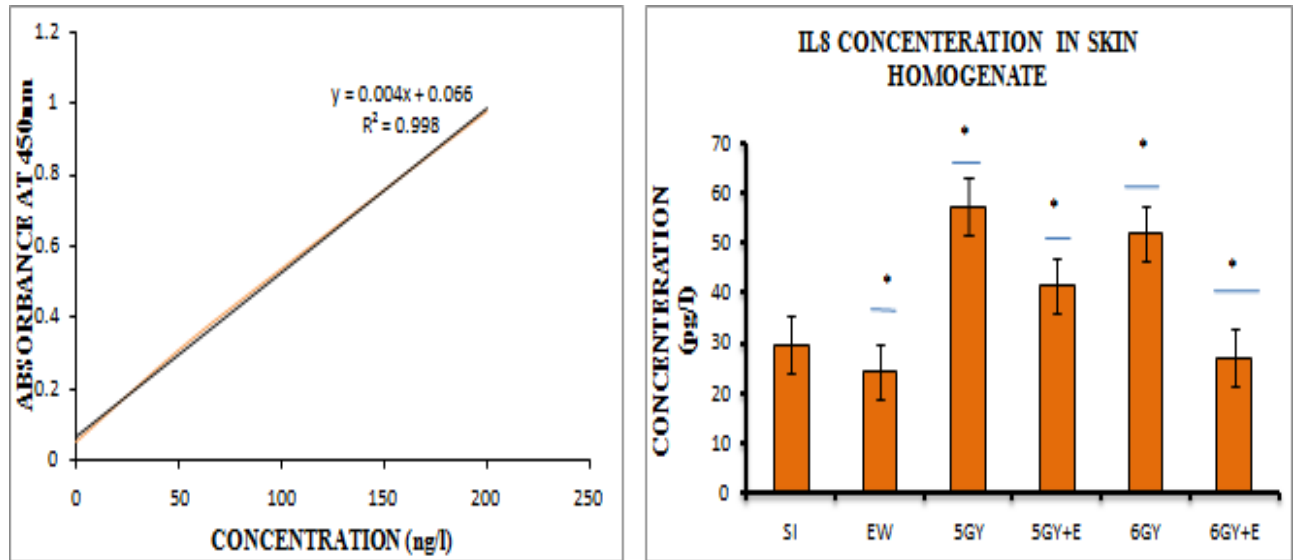 1.2
1
0.8
0.6
0.4
0.2
0
0
50
100
150
200
250
y = 0.004x + 0.066
R² = 0.998
ABSORBANCE AT 450nm
CONCENTRATION (ng/l)
IL8 CONCENTERATION IN SKIN
HOMOGENATE
CONCENTERATION
(pg/l)
70
60
50
40
30
20
10
0
*
*
*
*
*
SI
EW
5GY
5GY+E
6GY
6GY+E